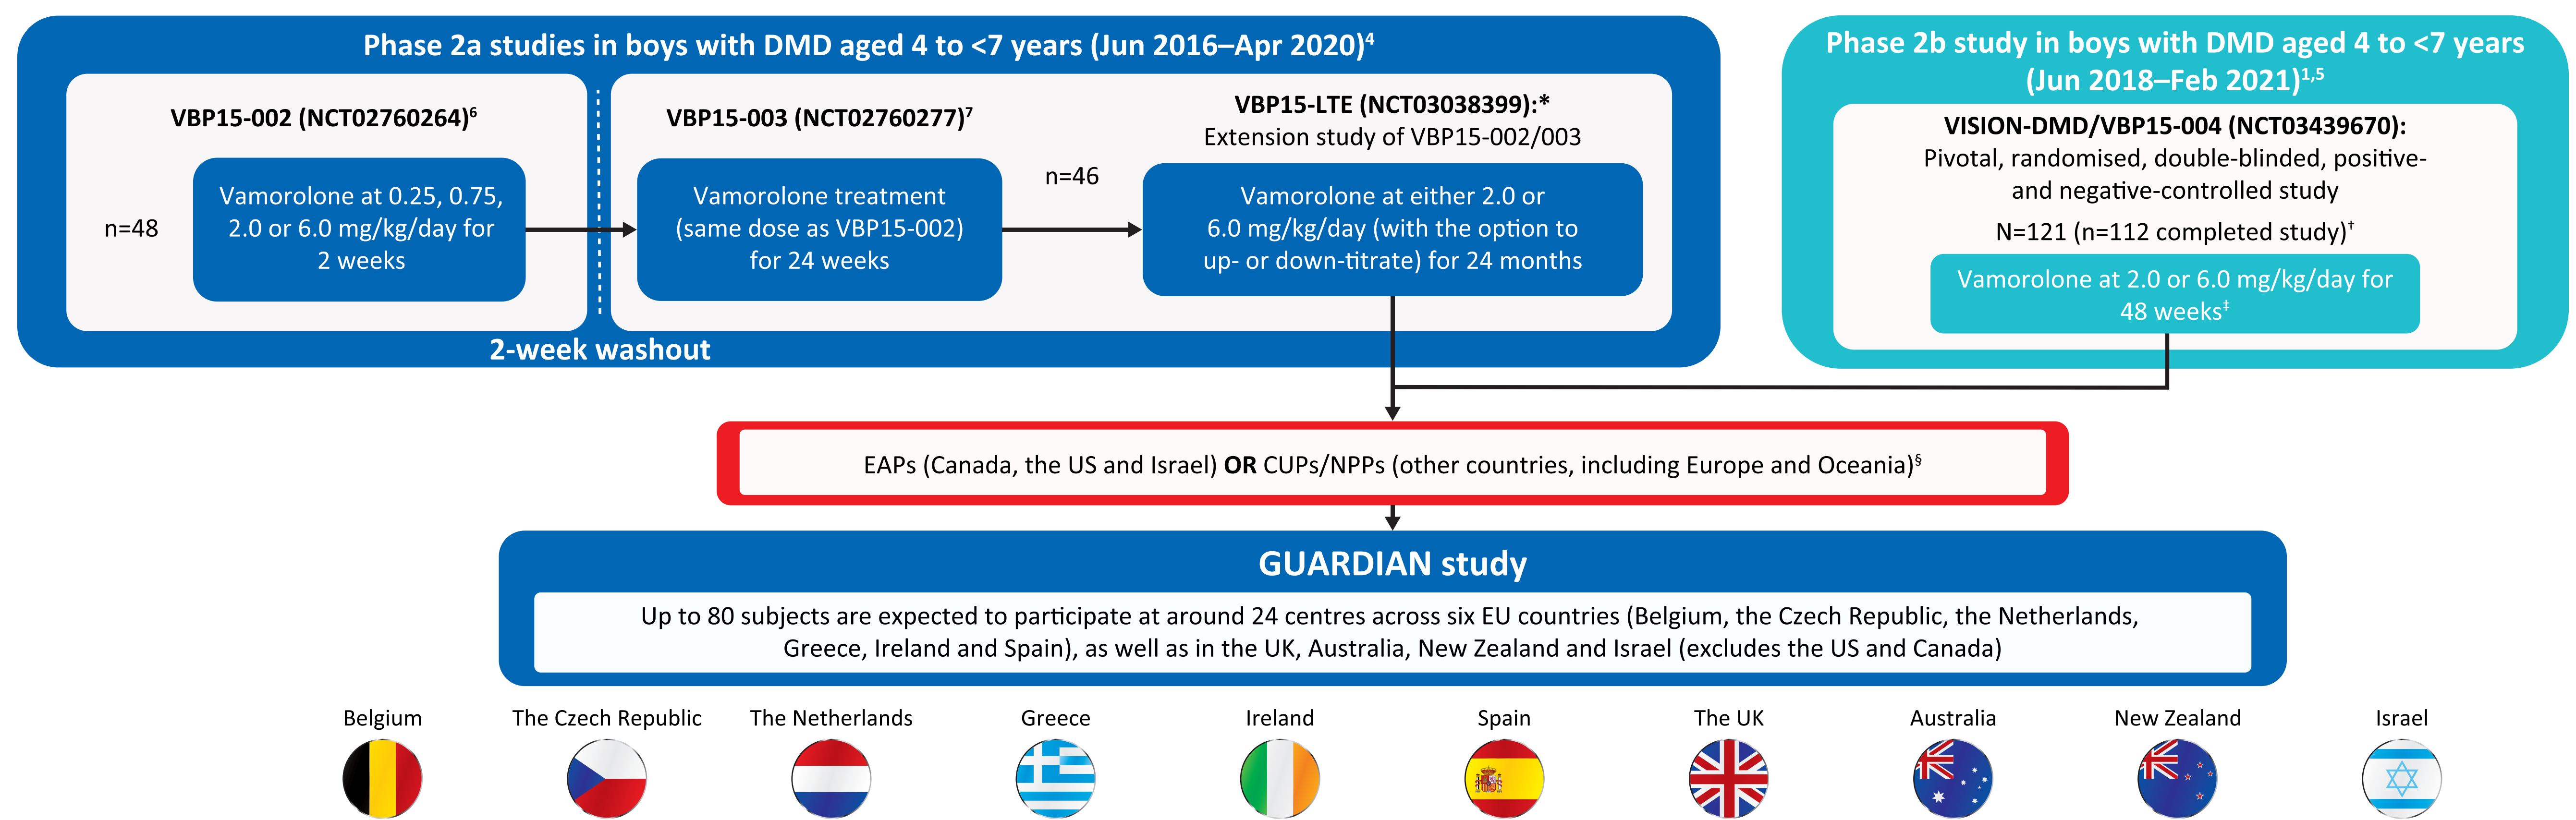 Phase 2a studies in boys with DMD aged 4 to <7 years (Jun 2016–Apr 2020)⁴
VBP15-002 (NCT02760264)⁶
n=48
Vamorolone at 0.25, 0.75,
2.0 or 6.0 mg/kg/day for
2 weeks
2-week washout
VBP15-003 (NCT02760277)⁷
Vamorolone treatment
(same dose as VBP15-002)
for 24 weeks
n=46
VBP15-LTE (NCT03038399):*
Extension study of VBP15-002/003
Vamorolone at either 2.0 or
6.0 mg/kg/day (with the option to
up- or down-titrate) for 24 months
Phase 2b study in boys with DMD aged 4 to <7 years
(Jun 2018–Feb 2021)¹,⁵
VISION-DMD/VBP15-004 (NCT03439670):
Pivotal, randomised, double-blinded, positive-
and negative-controlled study
N=121 (n=112 completed study)†
Vamorolone at 2.0 or 6.0 mg/kg/day for
48 weeks‡
EAPs (Canada, the US and Israel) OR CUPs/NPPs (other countries, including Europe and Oceania)§
GUARDIAN study
Up to 80 subjects are expected to participate at around 24 centres across six EU countries (Belgium, the Czech Republic, the Netherlands,
Greece, Ireland and Spain), as well as in the UK, Australia, New Zealand and Israel (excludes the US and Canada)
Belgium
The Czech Republic
The Netherlands
Greece
Ireland
Spain
The UK
Australia
New Zealand
Israel